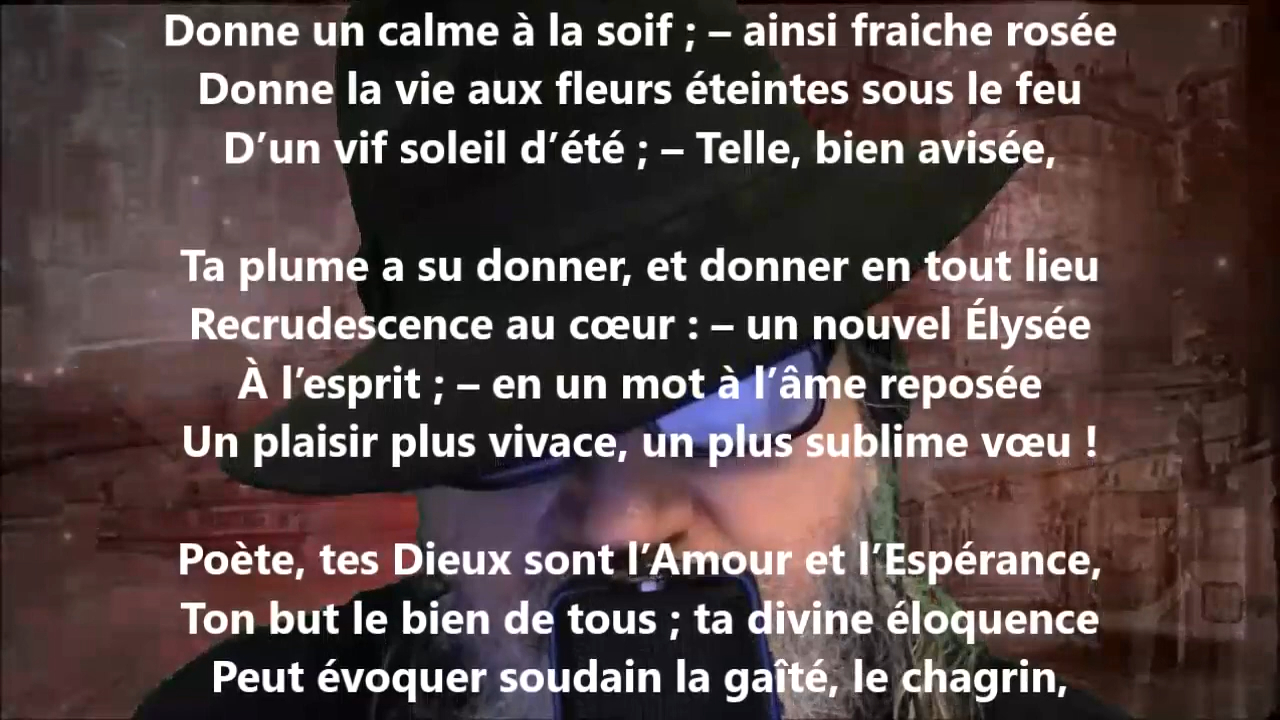 Donne un calme à la soif ; – ainsi fraiche rosée
Donne la vie aux fleurs éteintes sous le feu
D’un vif soleil d’été ; – Telle, bien avisée,
Ta plume a su donner, et donner en tout lieu
Recrudescence au cœur : – un nouvel Élysée
À l’esprit ; – en un mot à l’âme reposée
Un plaisir plus vivace, un plus sublime vœu !
Poète, tes Dieux sont l’Amour et l’Espérance,
Ton but le bien de tous ; ta divine éloquence
Peut évoquer soudain la gaîté, le chagrin,